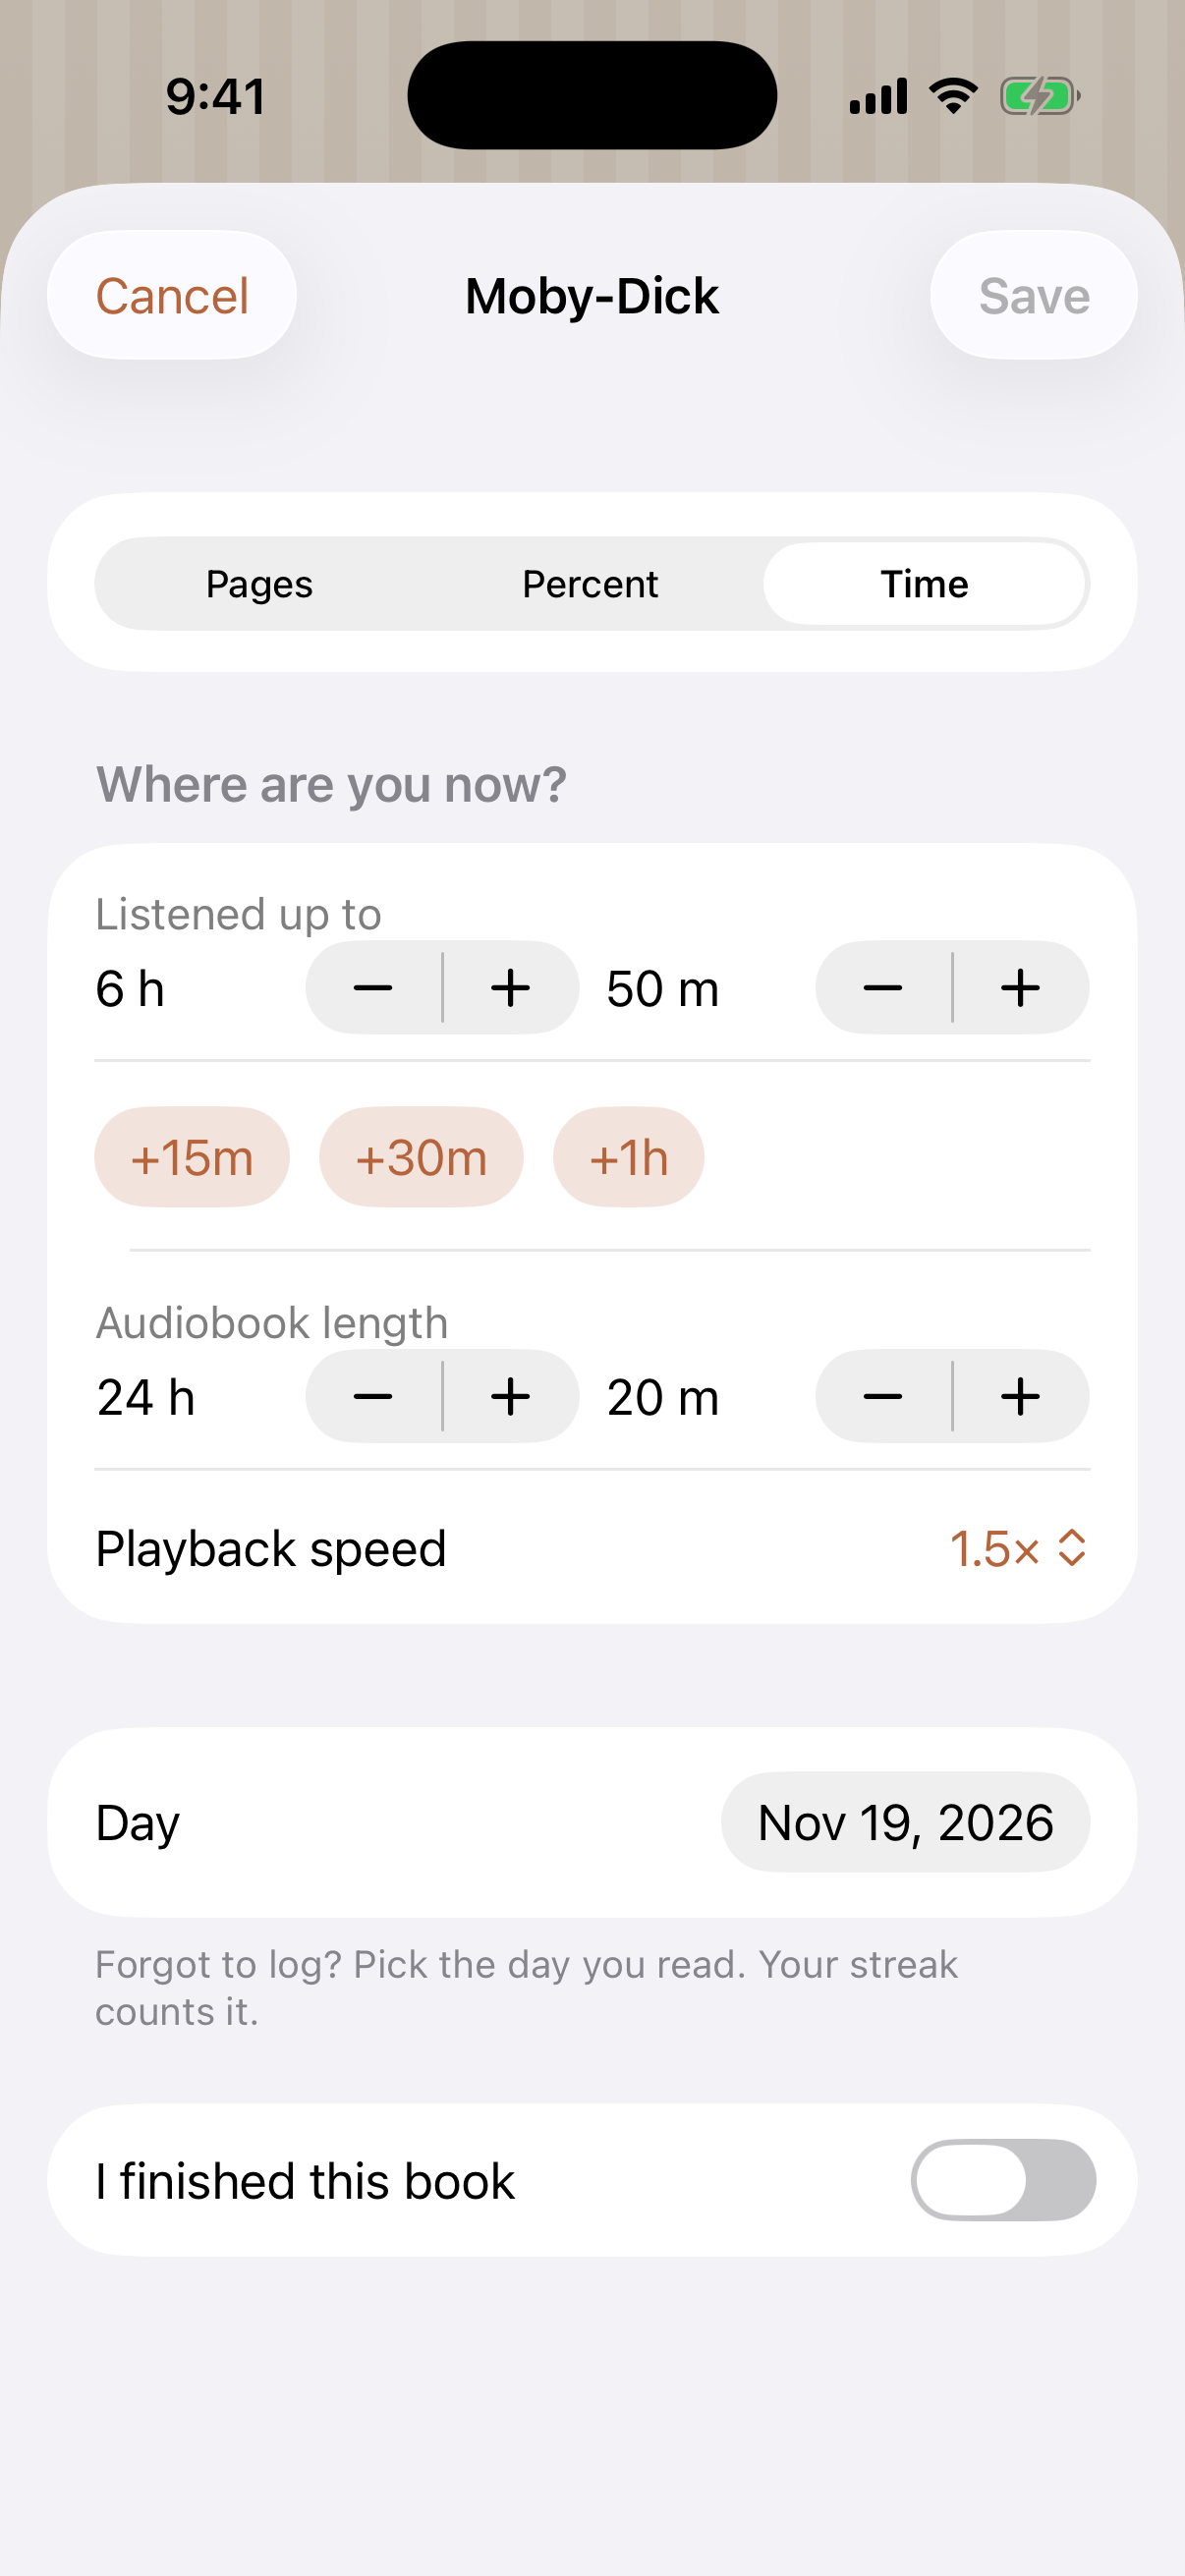 9:41
Cancel
Moby-Dick
Save
Pages
Percent
Time
Where are you now?
Listened up to
6 h
50 m
+15m
+30m
+1h
Audiobook length
24 h
20 m
Playback speed
1.5×
Day
Nov 19, 2026
Forgot to log? Pick the day you read. Your streak
counts it.
I finished this book